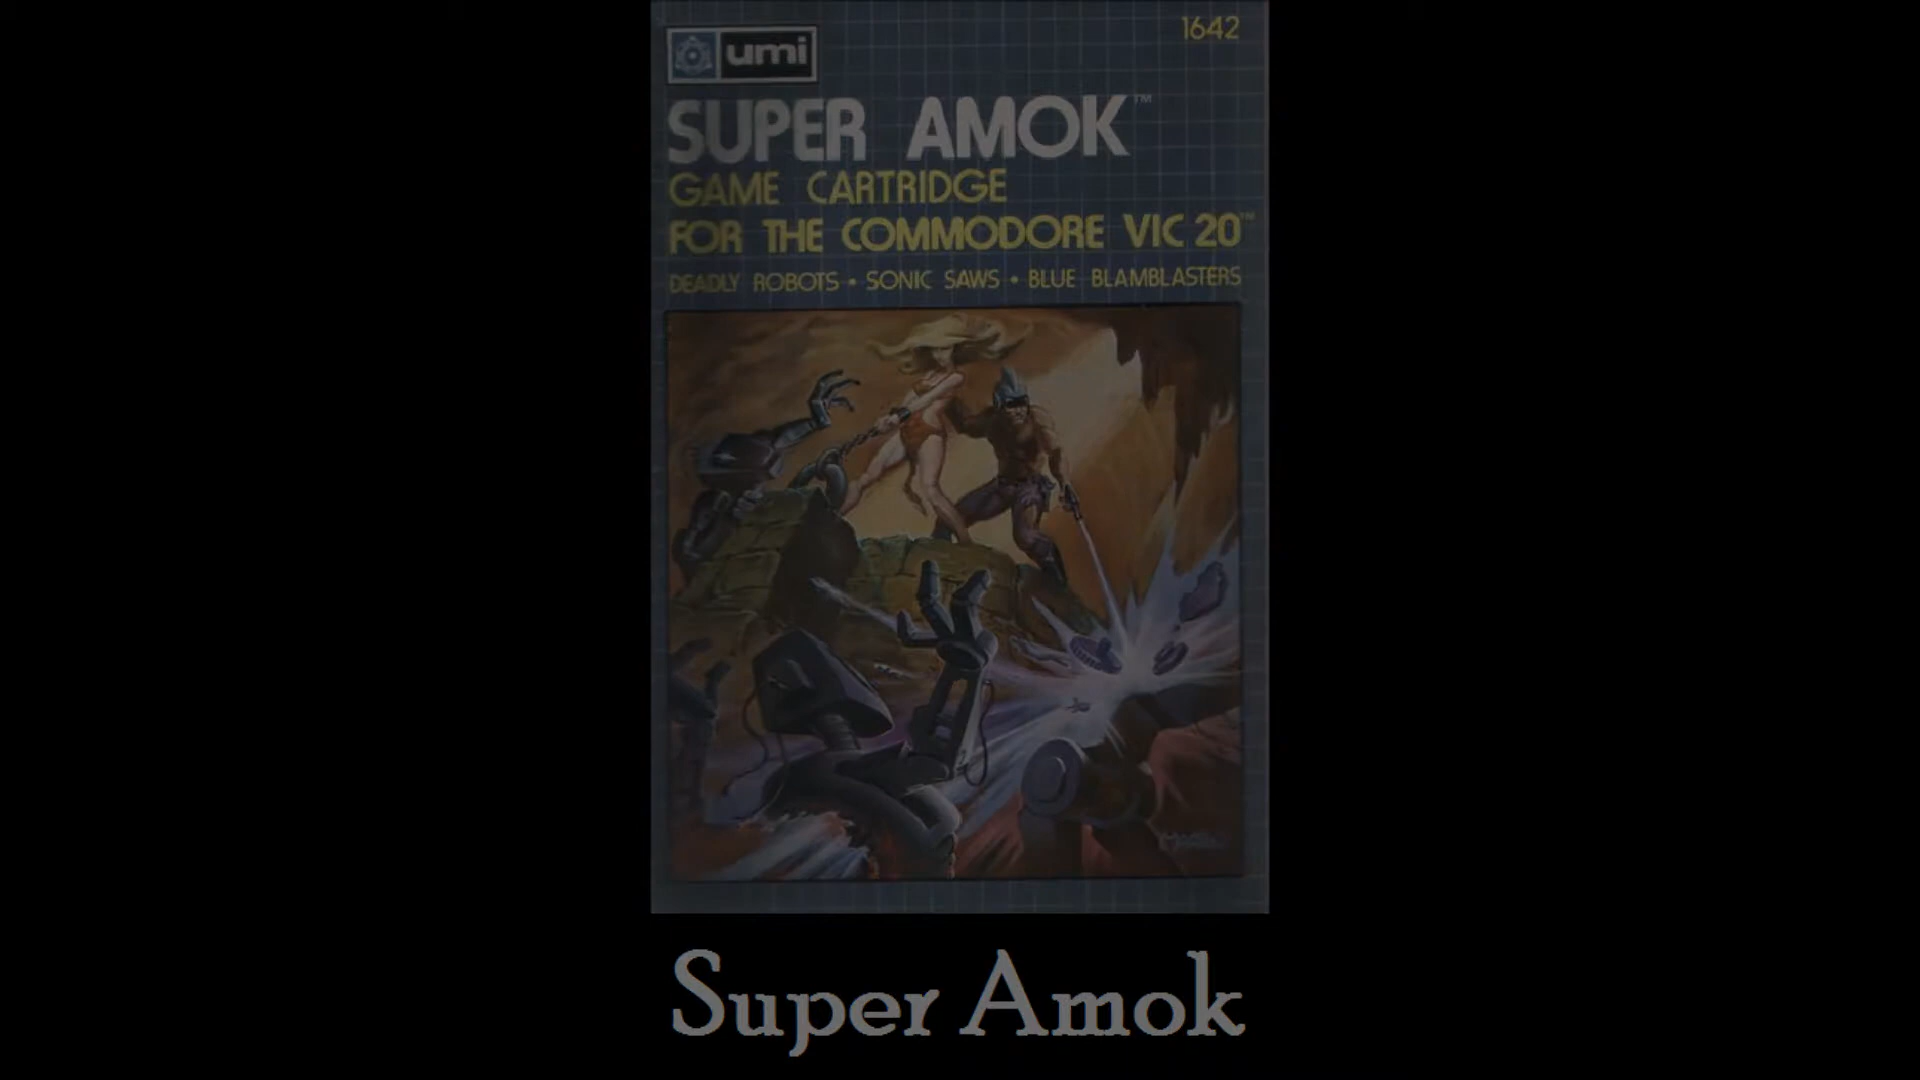 1642
umi
SUPER AMOK™
GAME CARTRIDGE
FOR THE COMMODORE VIC 20™
DEADLY ROBOTS • SONIC SAWS • BLUE BLAMBLASTERS
Super Amok